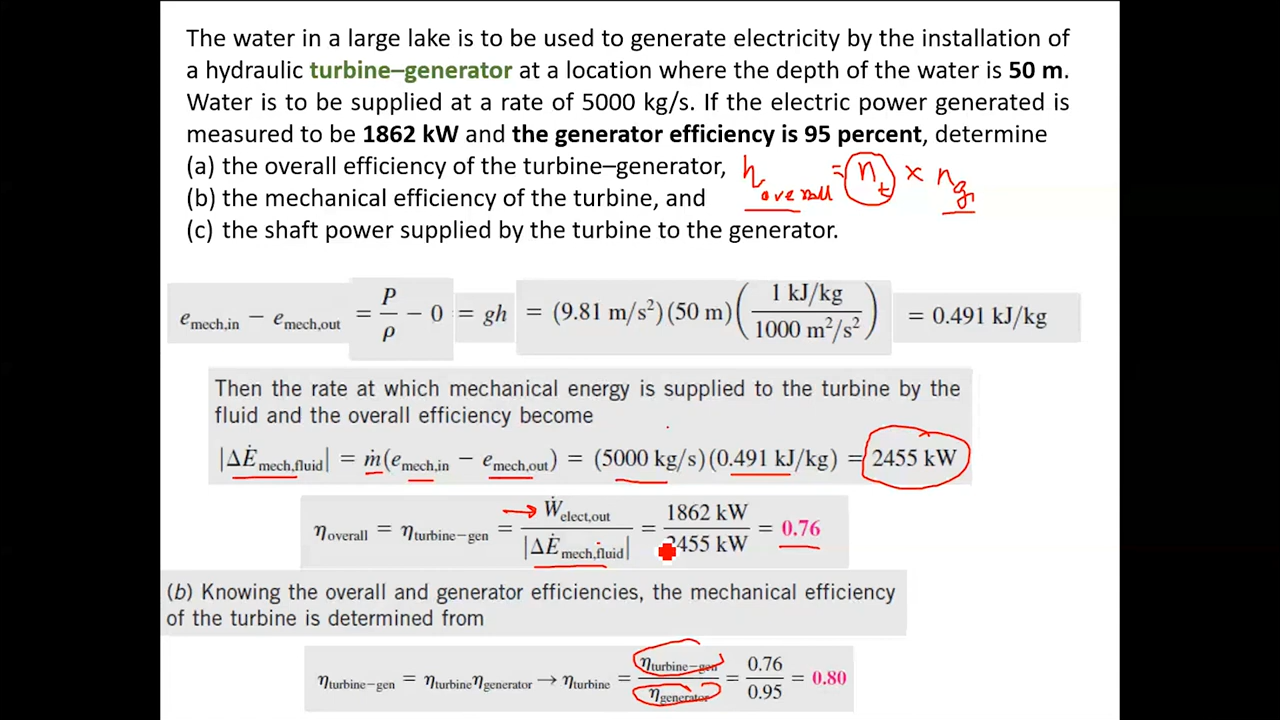 The water in a large lake is to be used to generate electricity by the installation of
a hydraulic turbine–generator at a location where the depth of the water is 50 m.
Water is to be supplied at a rate of 5000 kg/s. If the electric power generated is
measured to be 1862 kW and the generator efficiency is 95 percent, determine
(a) the overall efficiency of the turbine–generator,
(b) the mechanical efficiency of the turbine, and
(c) the shaft power supplied by the turbine to the generator.
η overall = η_t × η_g
e_mech,in − e_mech,out = P/ρ − 0 = gh = (9.81 m/s²)(50 m)(1 kJ/kg / 1000 m²/s²) = 0.491 kJ/kg
Then the rate at which mechanical energy is supplied to the turbine by the
fluid and the overall efficiency become
|ΔĖ_mech,fluid| = ṁ(e_mech,in − e_mech,out) = (5000 kg/s)(0.491 kJ/kg) = 2455 kW
η_overall = η_turbine–gen = Ẇ_elect,out / |ΔĖ_mech,fluid| = 1862 kW / 2455 kW = 0.76
(b) Knowing the overall and generator efficiencies, the mechanical efficiency
of the turbine is determined from
η_turbine–gen = η_turbine η_generator → η_turbine = η_turbine–gen / η_generator = 0.76 / 0.95 = 0.80